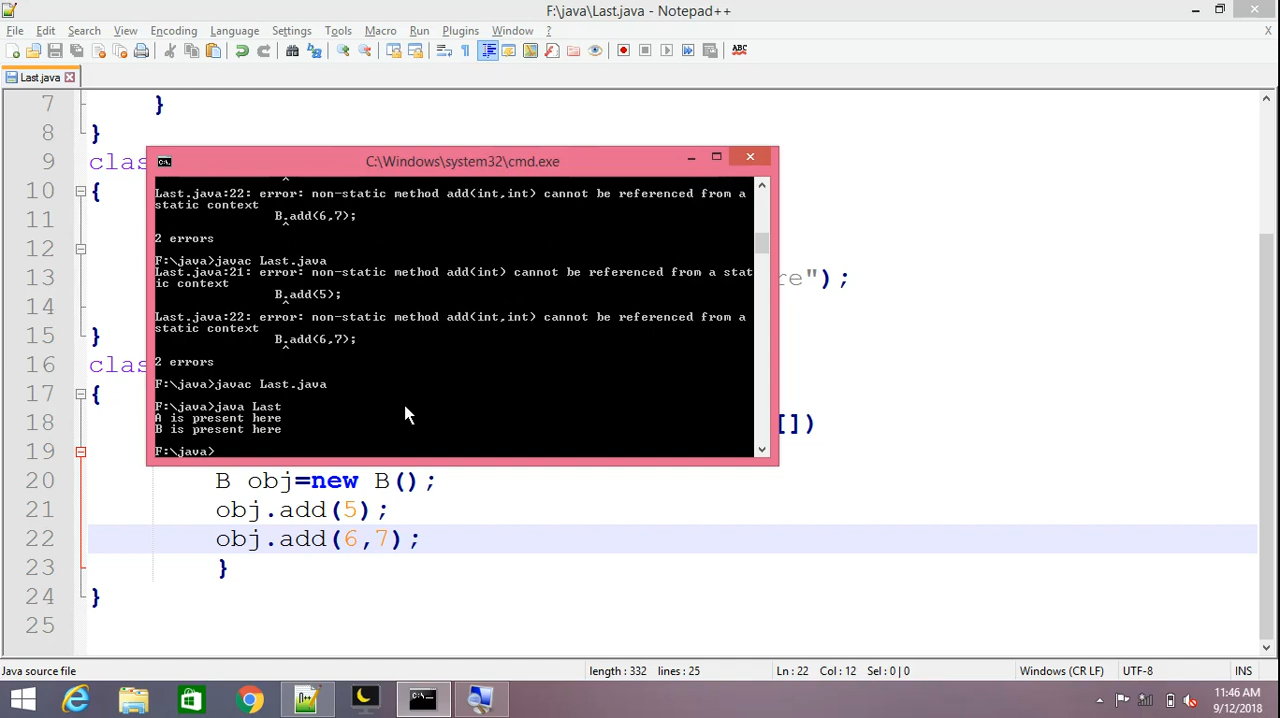 F:\java\Last.java - Notepad++
File Edit Search View Encoding Language Settings Tools Macro Run Plugins Window ?
X
ABC
Last.java
7 }
8 }
9 clas
C:\Windows\system32\cmd.exe
^
Last.java:22: error: non-static method add(int,int) cannot be referenced from a
static context
B.add(6,7);
^
2 errors
F:\java>javac Last.java
Last.java:21: error: non-static method add(int) cannot be referenced from a stat
ic context
B.add(5);
^
Last.java:22: error: non-static method add(int,int) cannot be referenced from a
static context
B.add(6,7);
^
2 errors
F:\java>javac Last.java
F:\java>java Last
A is present here
B is present here
F:\java>
10 {
11
12
13 re");
14
15 }
16 clas
17 {
18 [])
19
20 B obj=new B();
21 obj.add(5);
22 obj.add(6,7);
23 }
24 }
25
Java source file length : 332 lines : 25 Ln : 22 Col : 12 Sel : 0 | 0 Windows (CR LF) UTF-8 INS
11:46 AM
9/12/2018